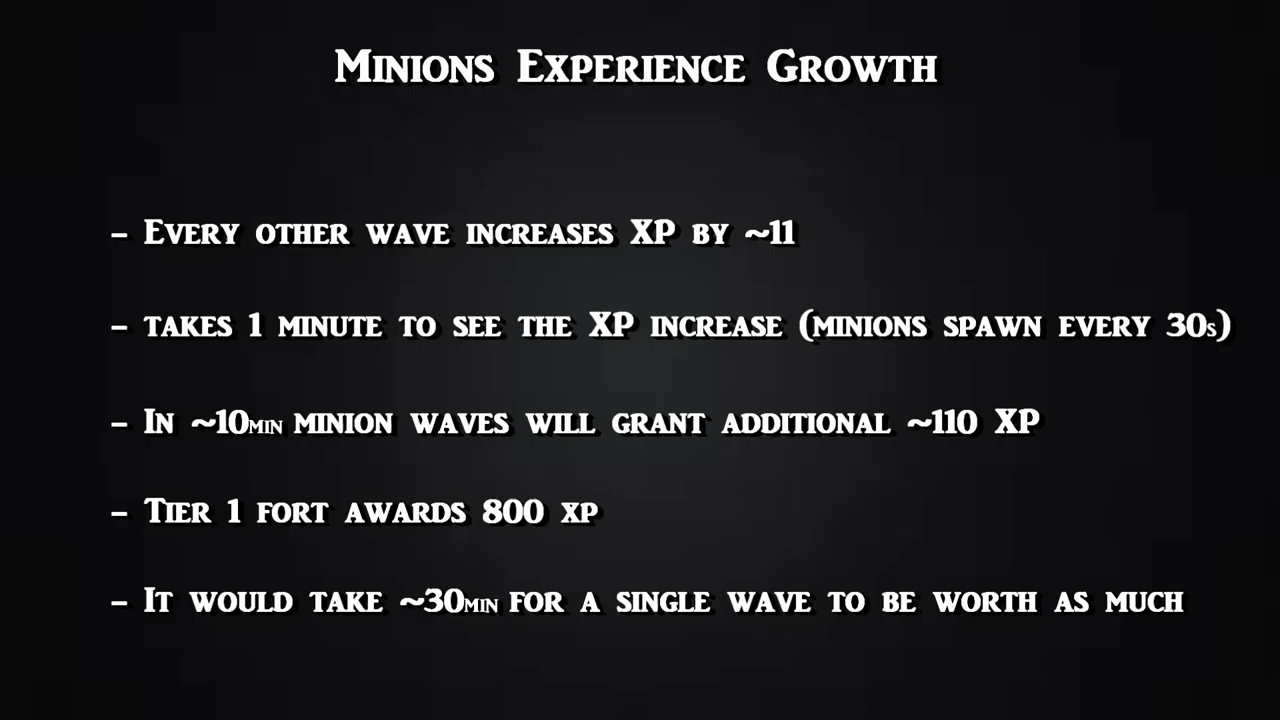 Minions Experience Growth
- Every other wave increases XP by ~11
- takes 1 minute to see the XP increase (minions spawn every 30s)
- In ~10min minion waves will grant additional ~110 XP
- Tier 1 fort awards 800 xp
- It would take ~30min for a single wave to be worth as much